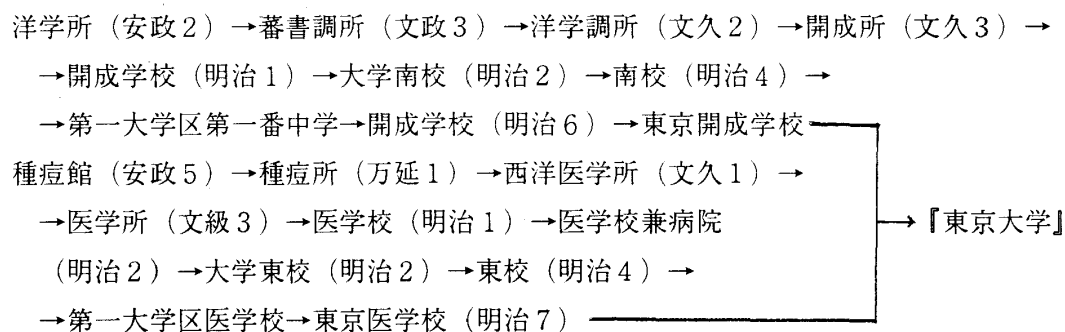 洋学所（安政2）→蕃書調所（文政3）→洋学調所（文久2）→開成所（文久3）→
→開成学校（明治1）→大学南校（明治2）→南校（明治4）→
→第一大学区第一番中学→開成学校（明治6）→東京開成学校
種痘館（安政5）→種痘所（万延1）→西洋医学所（文久1）→
→医学所（文級3）→医学校（明治1）→医学校兼病院
→『東京大学』
（明治2）→大学東校（明治2）→東校（明治4）→
→第一大学区医学校→東京医学校（明治7）